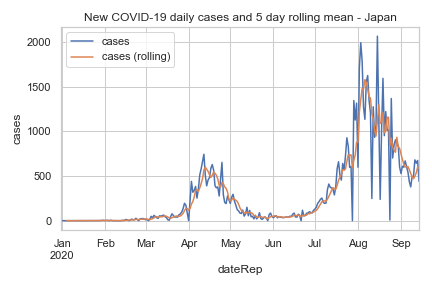 New COVID-19 daily cases and 5 day rolling mean - Japan
cases
cases (rolling)
cases
2000
1500
1000
500
0
Jan
2020
Feb
Mar
Apr
May
Jun
Jul
Aug
Sep
dateRep